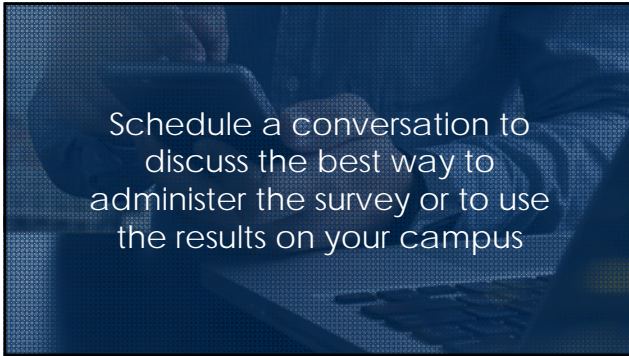 Schedule a conversation to
discuss the best way to
administer the survey or to use
the results on your campus